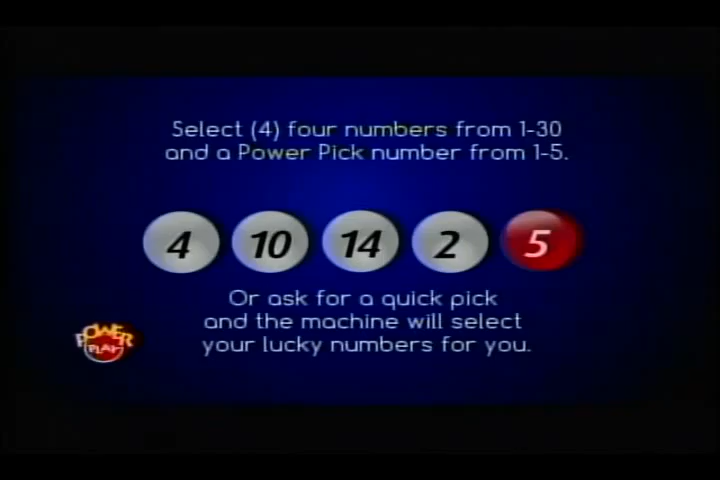 Select (4) four numbers from 1-30
and a Power Pick number from 1-5.
4 10 14 2 5
Or ask for a quick pick
and the machine will select
your lucky numbers for you.
POWER
PLAY